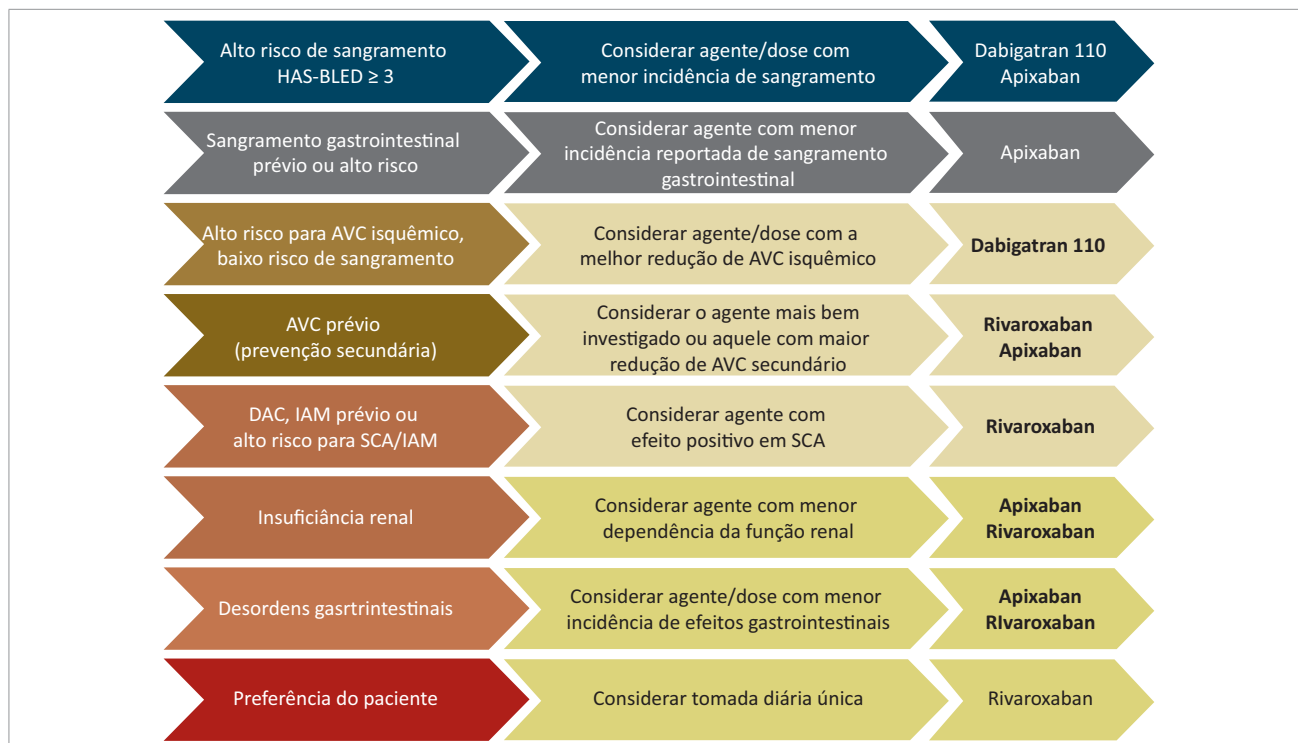 Alto risco de sangramento
HAS-BLED ≥ 3
Considerar agente/dose com
menor incidência de sangramento
Dabigatran 110
Apixaban
Sangramento gastrointestinal
prévio ou alto risco
Considerar agente com menor
incidência reportada de sangramento
gastrointestinal
Apixaban
Alto risco para AVC isquêmico,
baixo risco de sangramento
Considerar agente/dose com a
melhor redução de AVC isquêmico
Dabigatran 110
AVC prévio
(prevenção secundária)
Considerar o agente mais bem
investigado ou aquele com maior
redução de AVC secundário
Rivaroxaban
Apixaban
DAC, IAM prévio ou
alto risco para SCA/IAM
Considerar agente com
efeito positivo em SCA
Rivaroxaban
Insuficiância renal
Considerar agente com menor
dependência da função renal
Apixaban
Rivaroxaban
Desordens gasrtrintestinais
Considerar agente/dose com menor
incidência de efeitos gastrointestinais
Apixaban
RIvaroxaban
Preferência do paciente
Considerar tomada diária única
Rivaroxaban